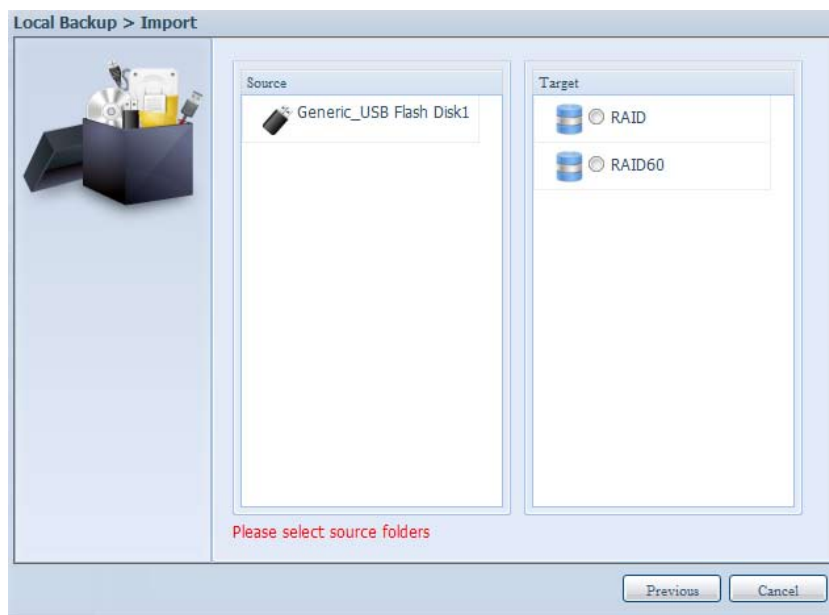 Local Backup > Import
Source
Generic_USB Flash Disk1
Target
RAID
RAID60
Please select source folders
Previous
Cancel